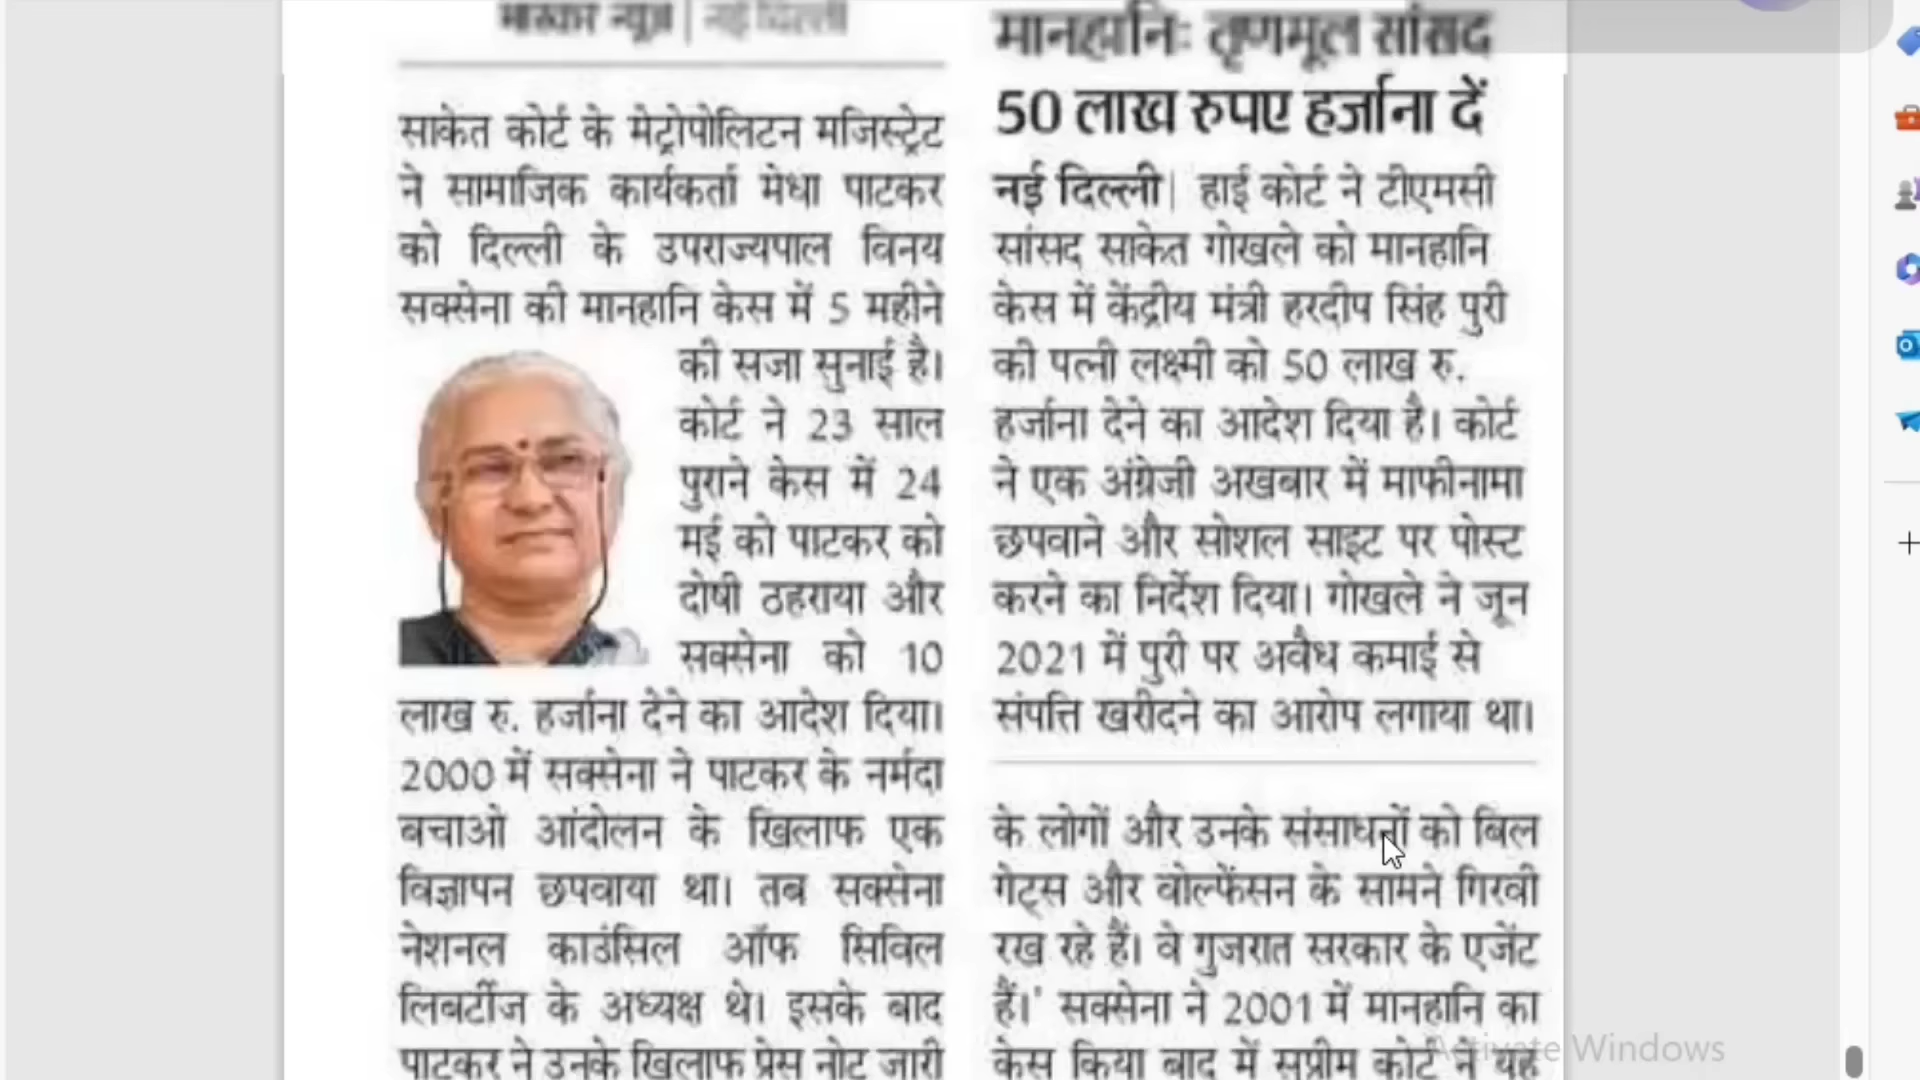 भास्कर न्यूज | नई दिल्ली
साकेत कोर्ट के मेट्रोपोलिटन मजिस्ट्रेट
ने सामाजिक कार्यकर्ता मेधा पाटकर
को दिल्ली के उपराज्यपाल विनय
सक्सेना की मानहानि केस में 5 महीने
की सजा सुनाई है।
कोर्ट ने 23 साल
पुराने केस में 24
मई को पाटकर को
दोषी ठहराया और
सक्सेना को 10
लाख रु. हर्जाना देने का आदेश दिया।
2000 में सक्सेना ने पाटकर के नर्मदा
बचाओ आंदोलन के खिलाफ एक
विज्ञापन छपवाया था। तब सक्सेना
नेशनल काउंसिल ऑफ सिविल
लिबर्टीज के अध्यक्ष थे। इसके बाद
पाटकर ने उनके खिलाफ प्रेस नोट जारी
मानहानिः तृणमूल सांसद
50 लाख रुपए हर्जाना दें
नई दिल्ली| हाई कोर्ट ने टीएमसी
सांसद साकेत गोखले को मानहानि
केस में केंद्रीय मंत्री हरदीप सिंह पुरी
की पत्नी लक्ष्मी को 50 लाख रु.
हर्जाना देने का आदेश दिया है। कोर्ट
ने एक अंग्रेजी अखबार में माफीनामा
छपवाने और सोशल साइट पर पोस्ट
करने का निर्देश दिया। गोखले ने जून
2021 में पुरी पर अवैध कमाई से
संपत्ति खरीदने का आरोप लगाया था।
के लोगों और उनके संसाधनों को बिल
गेट्स और वोल्फेंसन के सामने गिरवी
रख रहे हैं। वे गुजरात सरकार के एजेंट
हैं।' सक्सेना ने 2001 में मानहानि का
केस किया बाद में सुप्रीम कोर्ट ने यह
Activate Windows